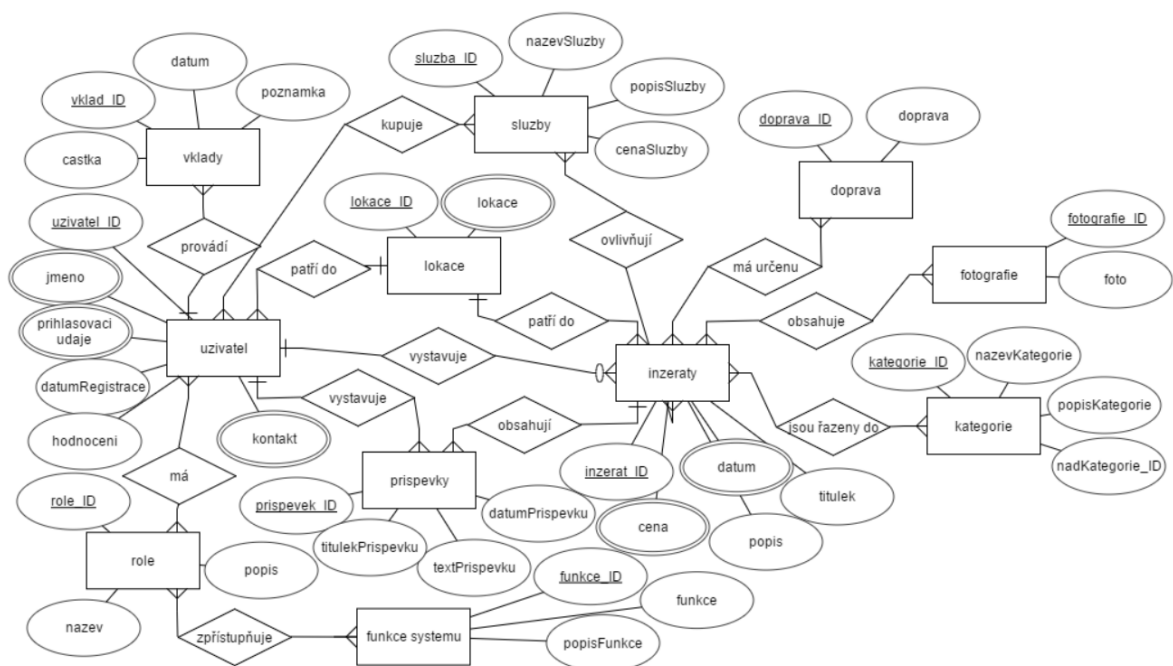 nazevSluzby
datum
sluzba_ID
vklad_ID
poznamka
popisSluzby
kupuje
sluzby
doprava_ID
doprava
vklady
cenaSluzby
castka
lokace_ID
lokace
doprava
uzivatel_ID
fotografie_ID
provádí
ovlivňují
patří do
lokace
má určenu
fotografie
jmeno
foto
patří do
obsahuje
prihlasovaci
udaje
uzivatel
vystavuje
inzeraty
kategorie_ID
nazevKategorie
datumRegistrace
vystavuje
popisKategorie
obsahují
jsou řazeny do
kategorie
hodnoceni
kontakt
nadKategorie_ID
má
inzerat_ID
datum
prispevky
titulek
role_ID
prispevek_ID
datumPrispevku
cena
popis
titulekPrispevku
role
popis
textPrispevku
funkce_ID
funkce
nazev
zpřístupňuje
funkce systemu
popisFunkce